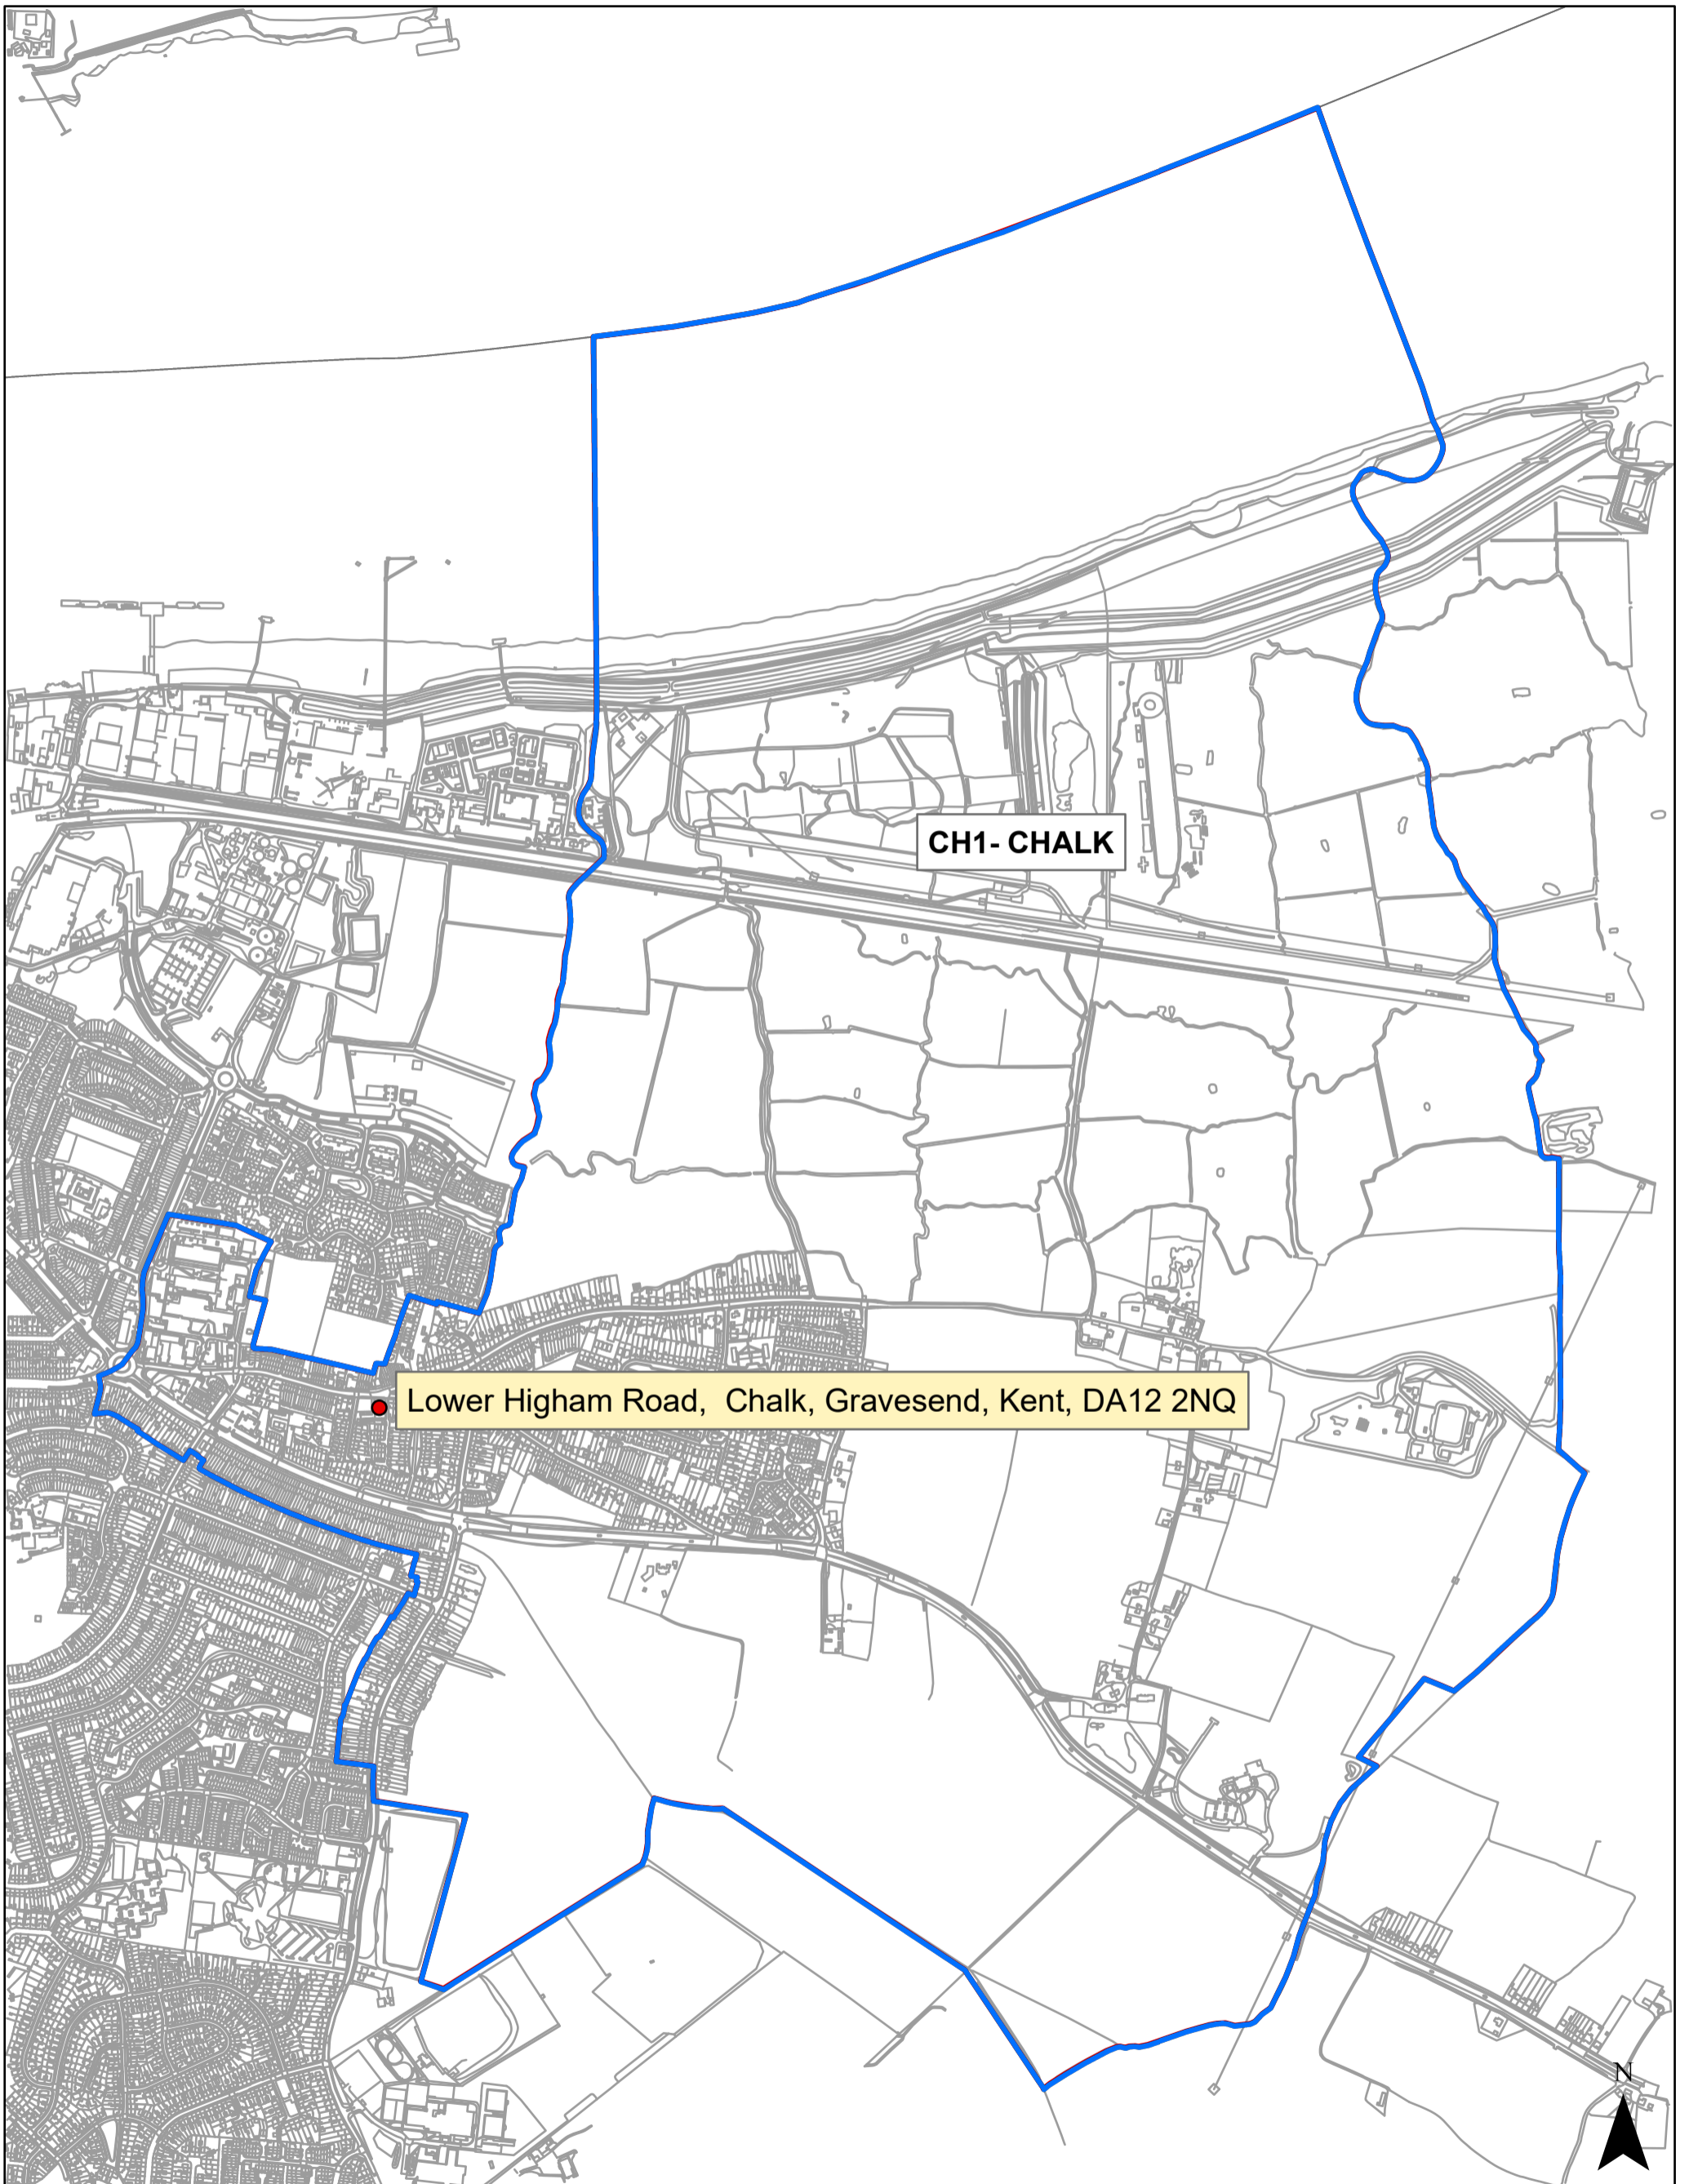 CH1- CHALK
Lower Higham Road,  Chalk, Gravesend, Kent, DA12 2NQ
N